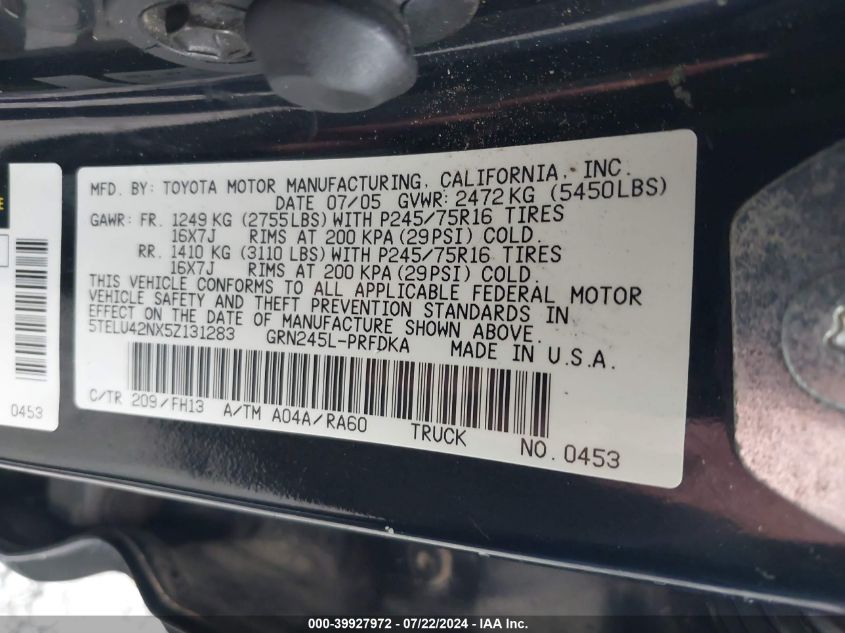 MFD. BY: TOYOTA MOTOR MANUFACTURING, CALIFORNIA, INC.
DATE 07/05 GVWR: 2472 KG (5450LBS)
GAWR: FR. 1249 KG (2755LBS) WITH P245/75R16 TIRES
16X7J RIMS AT 200 KPA (29PSI) COLD.
RR. 1410 KG (3110 LBS) WITH P245/75R16 TIRES
16X7J RIMS AT 200 KPA (29PSI) COLD.
THIS VEHICLE CONFORMS TO ALL APPLICABLE FEDERAL MOTOR
VEHICLE SAFETY AND THEFT PREVENTION STANDARDS IN
EFFECT ON THE DATE OF MANUFACTURE SHOWN ABOVE.
5TELU42NX5Z131283 GRN245L-PRFDKA MADE IN U.S.A.
C/TR 209/FH13 A/TM A04A/RA60 TRUCK NO. 0453
0453
000-39927972 - 07/22/2024 - IAA Inc.